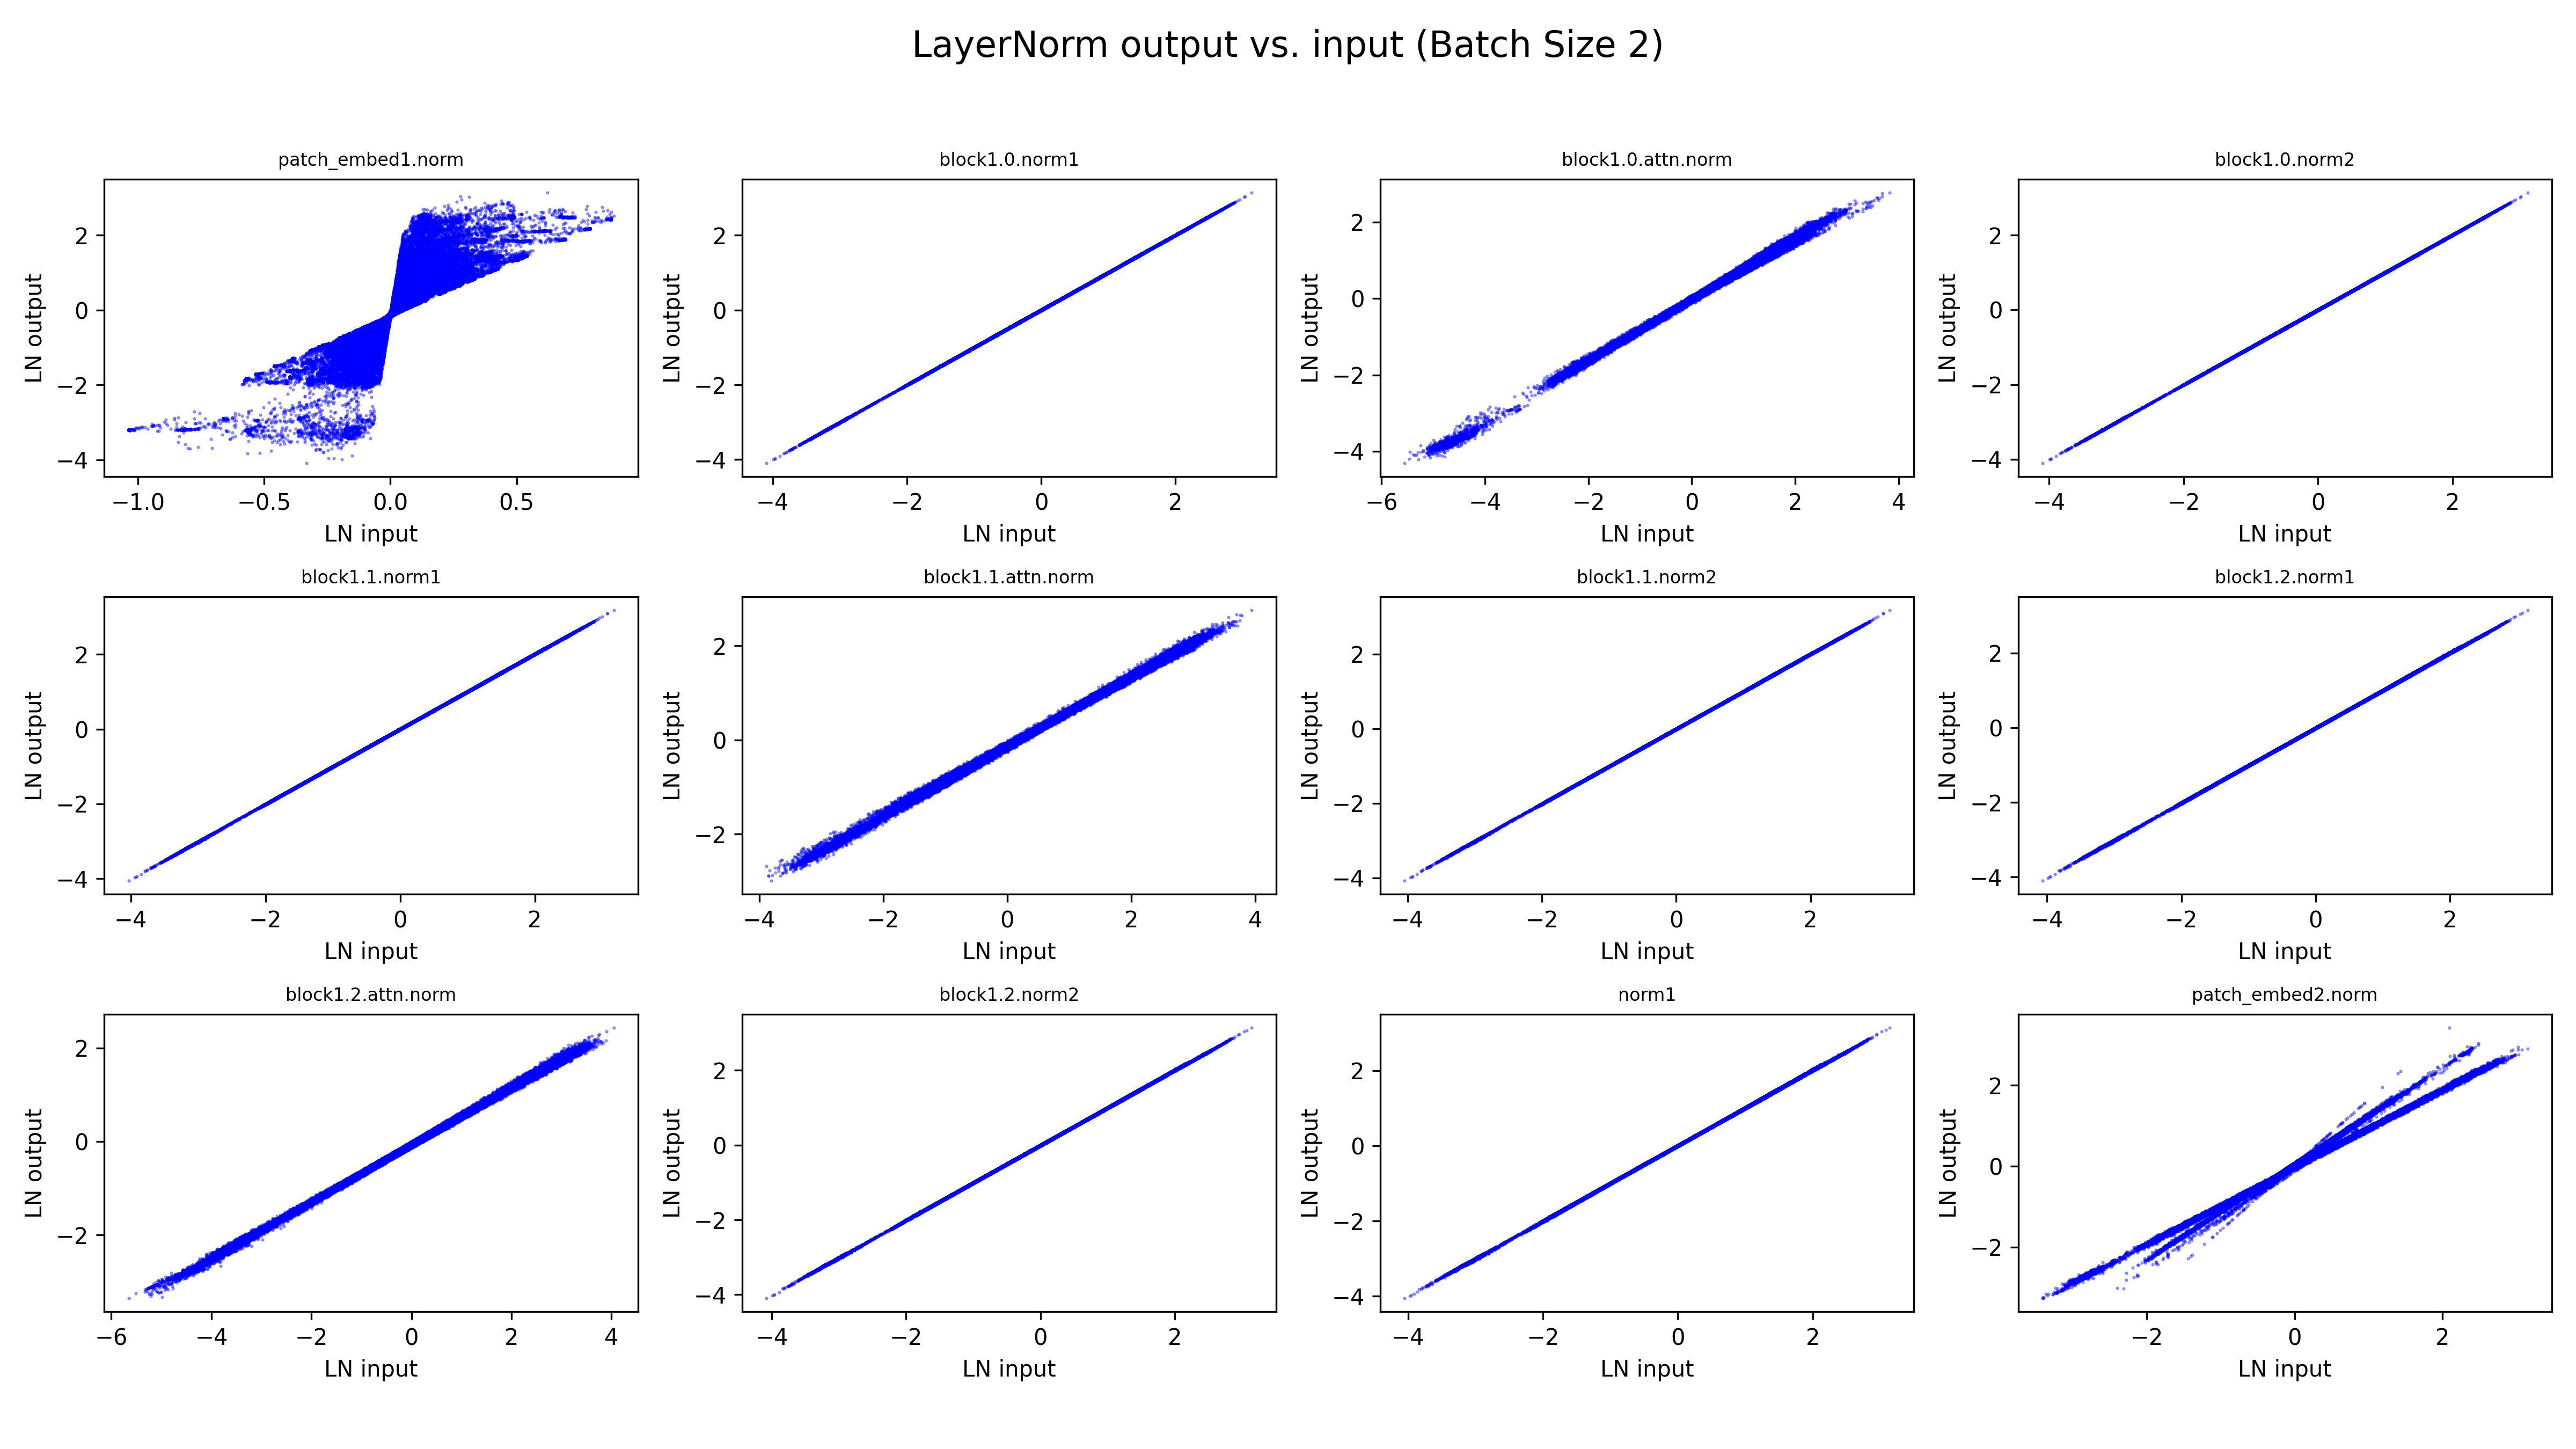 LayerNorm output vs. input (Batch Size 2)
patch_embed1.norm
LN output
2
0
−2
−4
−1.0 −0.5 0.0 0.5
LN input
block1.0.norm1
LN output
2
0
−2
−4
−4 −2 0 2
LN input
block1.0.attn.norm
LN output
2
0
−2
−4
−6 −4 −2 0 2 4
LN input
block1.0.norm2
LN output
2
0
−2
−4
−4 −2 0 2
LN input
block1.1.norm1
LN output
2
0
−2
−4
−4 −2 0 2
LN input
block1.1.attn.norm
LN output
2
0
−2
−4 −2 0 2 4
LN input
block1.1.norm2
LN output
2
0
−2
−4
−4 −2 0 2
LN input
block1.2.norm1
LN output
2
0
−2
−4
−4 −2 0 2
LN input
block1.2.attn.norm
LN output
2
0
−2
−6 −4 −2 0 2 4
LN input
block1.2.norm2
LN output
2
0
−2
−4
−4 −2 0 2
LN input
norm1
LN output
2
0
−2
−4
−4 −2 0 2
LN input
patch_embed2.norm
LN output
2
0
−2
−2 0 2
LN input